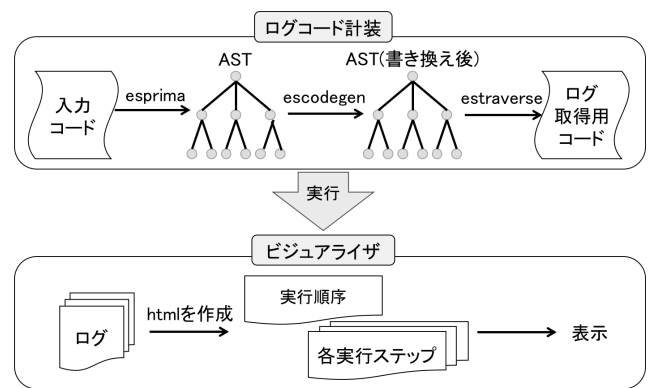 ログコード計装
AST
AST(書き換え後)
入力
コード
esprima
escodegen
estraverse
ログ
取得用
コード
実行
ビジュアライザ
ログ
htmlを作成
実行順序
各実行ステップ
表示